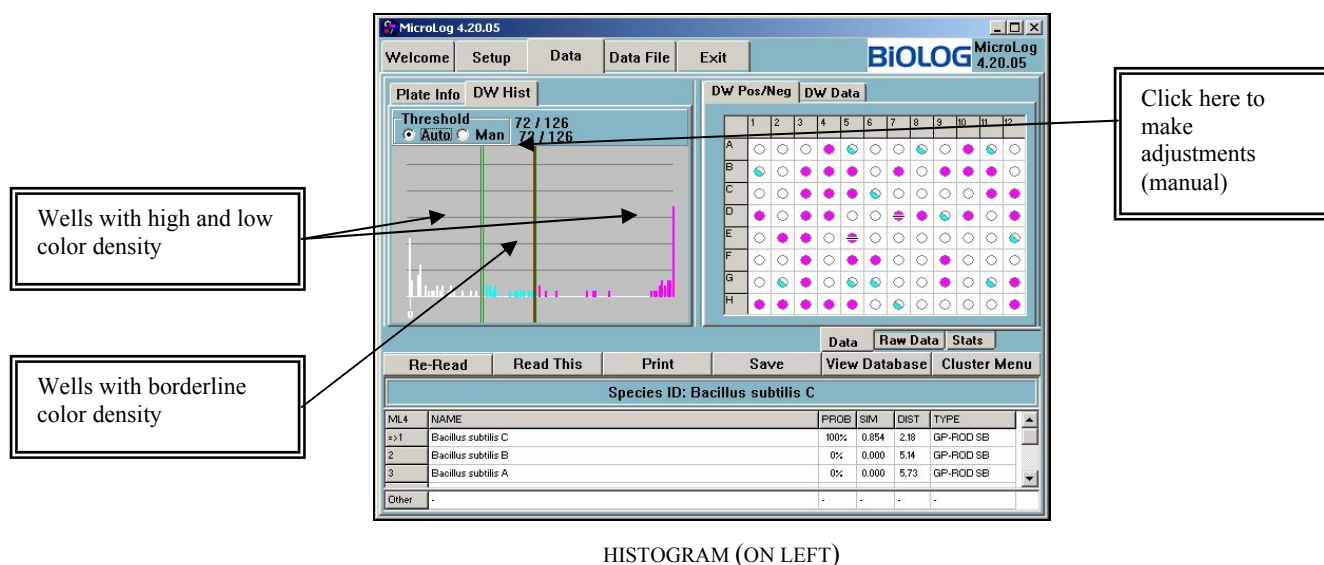 MicroLog 4.20.05
Welcome Setup Data Data File Exit
BiOLOG MicroLog
4.20.05
Plate Info DW Hist
DW Pos/Neg DW Data
Threshold
Auto Man
72 / 126
72 / 126
0
1 2 3 4 5 6 7 8 9 10 11 12
A
B
C
D
E
F
G
H
Click here to
make
adjustments
(manual)
Wells with high and low
color density
Wells with borderline
color density
Data Raw Data Stats
Re-Read Read This Print Save View Database Cluster Menu
Species ID: Bacillus subtilis C
ML4 NAME PROB SIM DIST TYPE
=>1 Bacillus subtilis C 100% 0.854 2.18 GP-ROD SB
2 Bacillus subtilis B 0% 0.000 5.14 GP-ROD SB
3 Bacillus subtilis A 0% 0.000 5.73 GP-ROD SB
Other - - - - -
HISTOGRAM (ON LEFT)